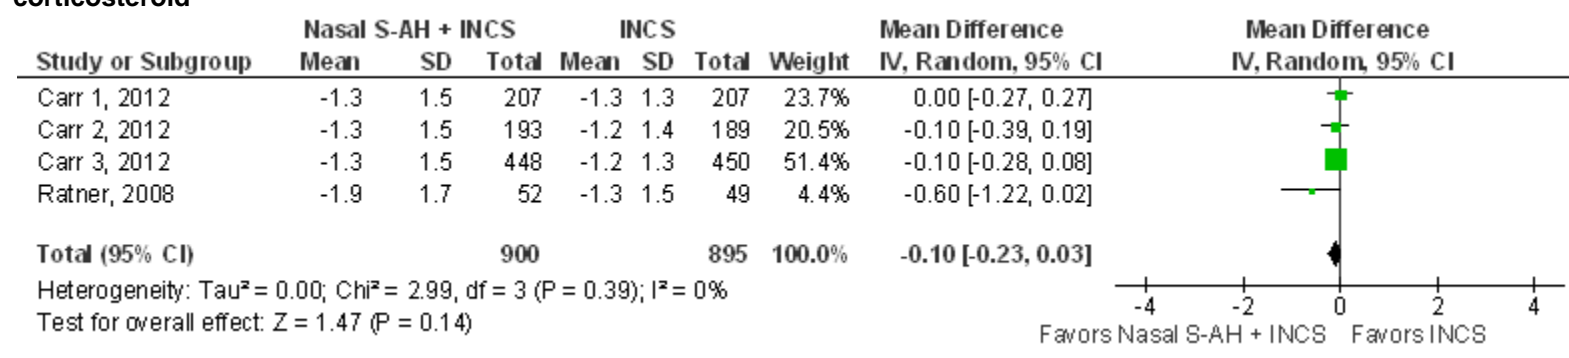 corticosteroid
Nasal S-AH + INCS INCS Mean Difference Mean Difference
Study or Subgroup Mean SD Total Mean SD Total Weight IV, Random, 95% CI IV, Random, 95% CI
Carr 1, 2012 -1.3 1.5 207 -1.3 1.3 207 23.7% 0.00 [-0.27, 0.27]
Carr 2, 2012 -1.3 1.5 193 -1.2 1.4 189 20.5% -0.10 [-0.39, 0.19]
Carr 3, 2012 -1.3 1.5 448 -1.2 1.3 450 51.4% -0.10 [-0.28, 0.08]
Ratner, 2008 -1.9 1.7 52 -1.3 1.5 49 4.4% -0.60 [-1.22, 0.02]
Total (95% CI) 900 895 100.0% -0.10 [-0.23, 0.03]
Heterogeneity: Tau² = 0.00; Chi² = 2.99, df = 3 (P = 0.39); I² = 0%
Test for overall effect: Z = 1.47 (P = 0.14)
-4 -2 0 2 4
Favors Nasal S-AH + INCS Favors INCS